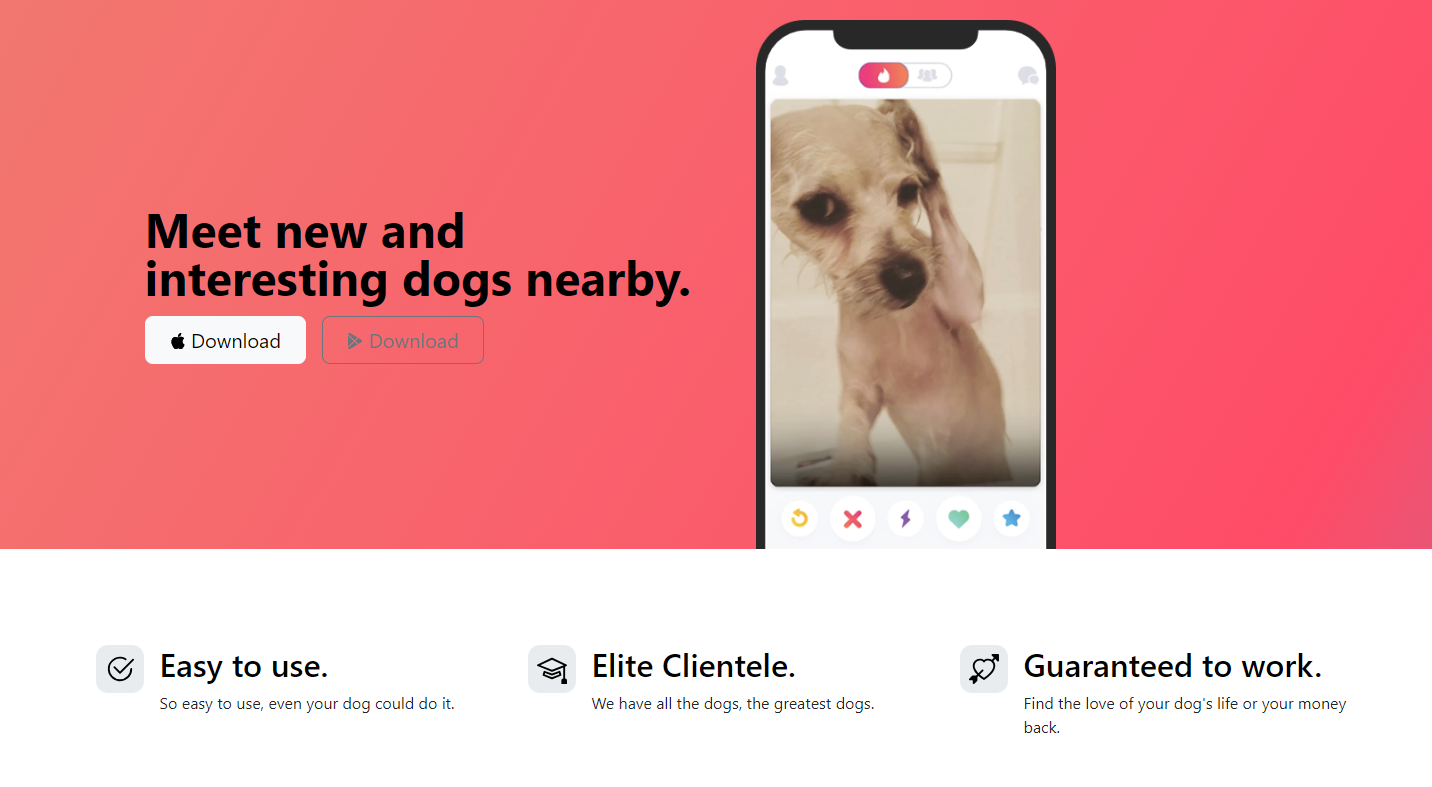 Meet new and
interesting dogs nearby.
Download
Download
Easy to use.
So easy to use, even your dog could do it.
Elite Clientele.
We have all the dogs, the greatest dogs.
Guaranteed to work.
Find the love of your dog's life or your money
back.